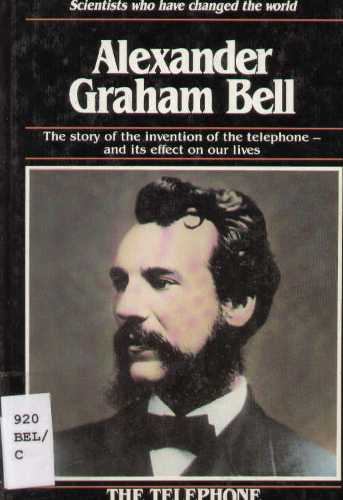 Scientists who have changed the world
Alexander
Graham Bell
The story of the invention of the telephone –
and its effect on our lives
920
BEL/
C
THE TELEPHONE